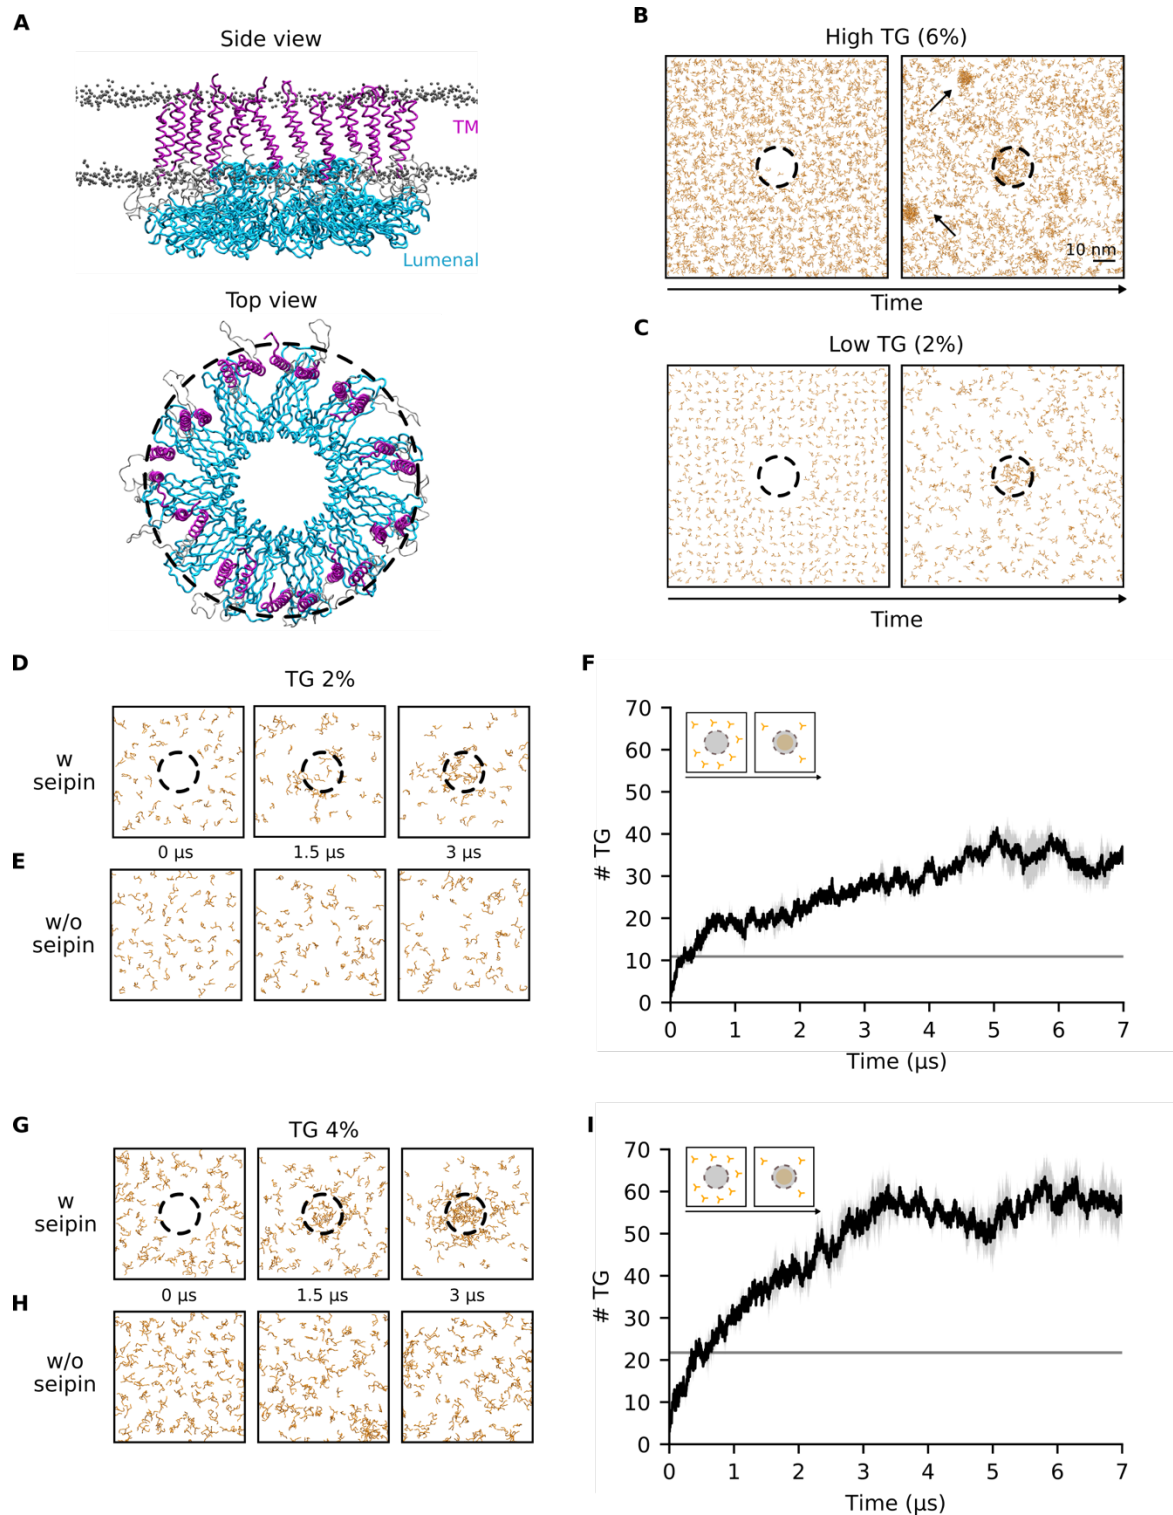 A
Side view
TM
Lumenal
Top view
B
High TG (6%)
10 nm
Time
C
Low TG (2%)
Time
D
TG 2%
w
seipin
0 µs
1.5 µs
3 µs
E
w/o
seipin
F
70
60
50
40
30
20
10
0
# TG
0 1 2 3 4 5 6 7
Time (µs)
G
TG 4%
w
seipin
0 µs
1.5 µs
3 µs
H
w/o
seipin
I
70
60
50
40
30
20
10
0
# TG
0 1 2 3 4 5 6 7
Time (µs)